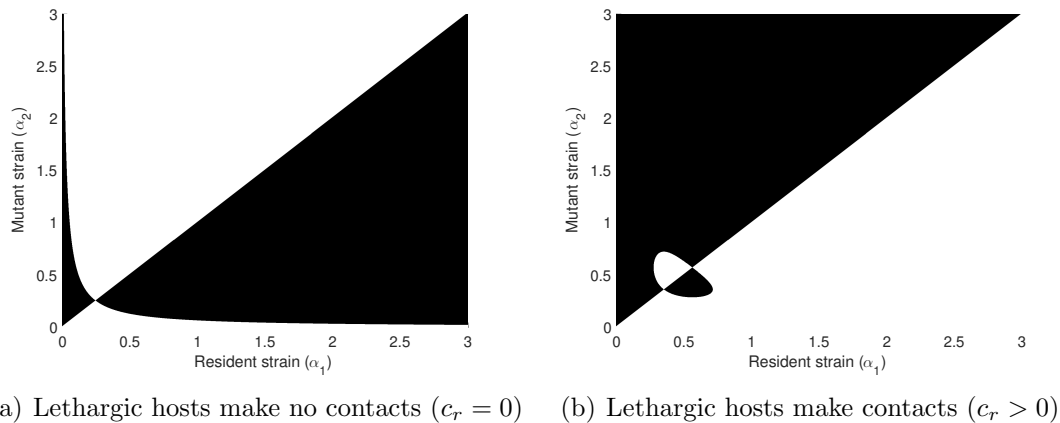 3
2.5
2
1.5
1
0.5
0
Mutant strain (α2)
0 0.5 1 1.5 2 2.5 3
Resident strain (α1)
a) Lethargic hosts make no contacts (cr = 0)
3
2.5
2
1.5
1
0.5
0
Mutant strain (α2)
0 0.5 1 1.5 2 2.5 3
Resident strain (α1)
(b) Lethargic hosts make contacts (cr > 0)